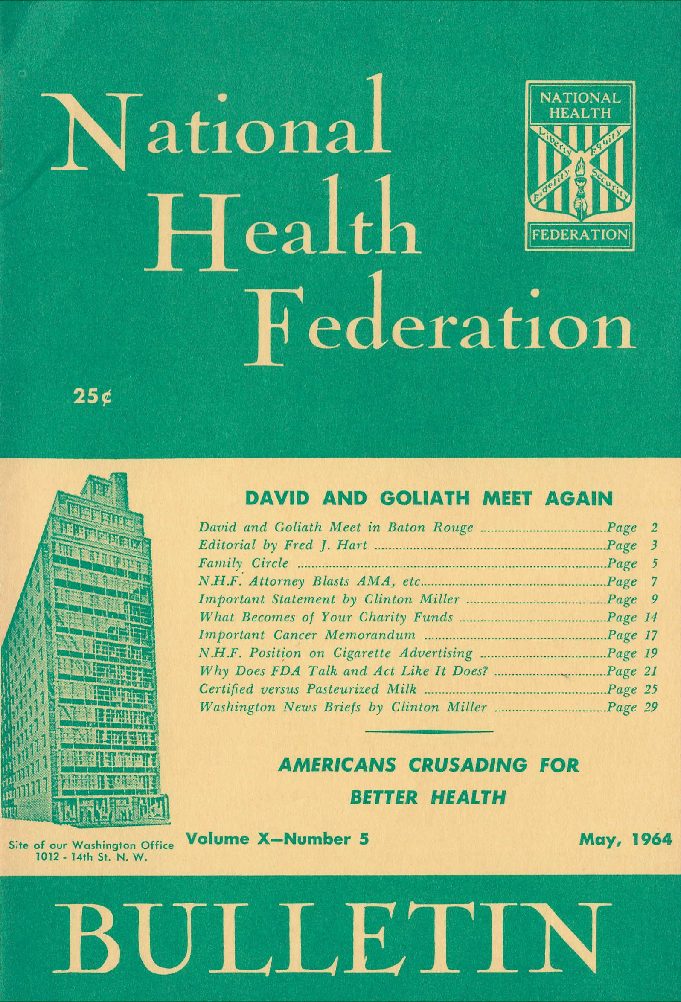 National
Health
Federation
NATIONAL
HEALTH
Liberty Equity
Fidelity Security
FEDERATION
25¢
DAVID AND GOLIATH MEET AGAIN
David and Goliath Meet in Baton Rouge ........ Page 2
Editorial by Fred J. Hart ........ Page 3
Family Circle ........ Page 5
N.H.F. Attorney Blasts AMA, etc. ........ Page 7
Important Statement by Clinton Miller ........ Page 9
What Becomes of Your Charity Funds ........ Page 14
Important Cancer Memorandum ........ Page 17
N.H.F. Position on Cigarette Advertising ........ Page 19
Why Does FDA Talk and Act Like It Does? ........ Page 21
Certified versus Pasteurized Milk ........ Page 25
Washington News Briefs by Clinton Miller ........ Page 29
AMERICANS CRUSADING FOR
BETTER HEALTH
Site of our Washington Office
1012 - 14th St. N. W.
Volume X—Number 5 May, 1964
BULLETIN